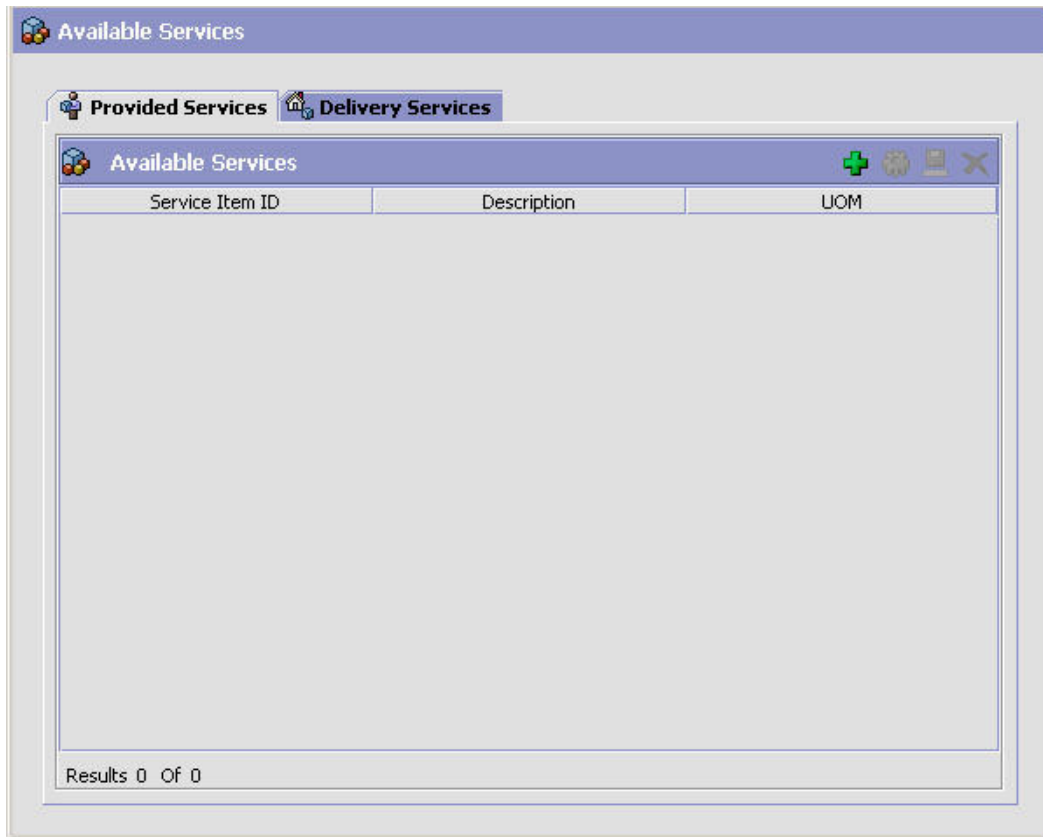 Available Services
Provided Services Delivery Services
Available Services
Service Item ID Description UOM
Results 0 Of 0